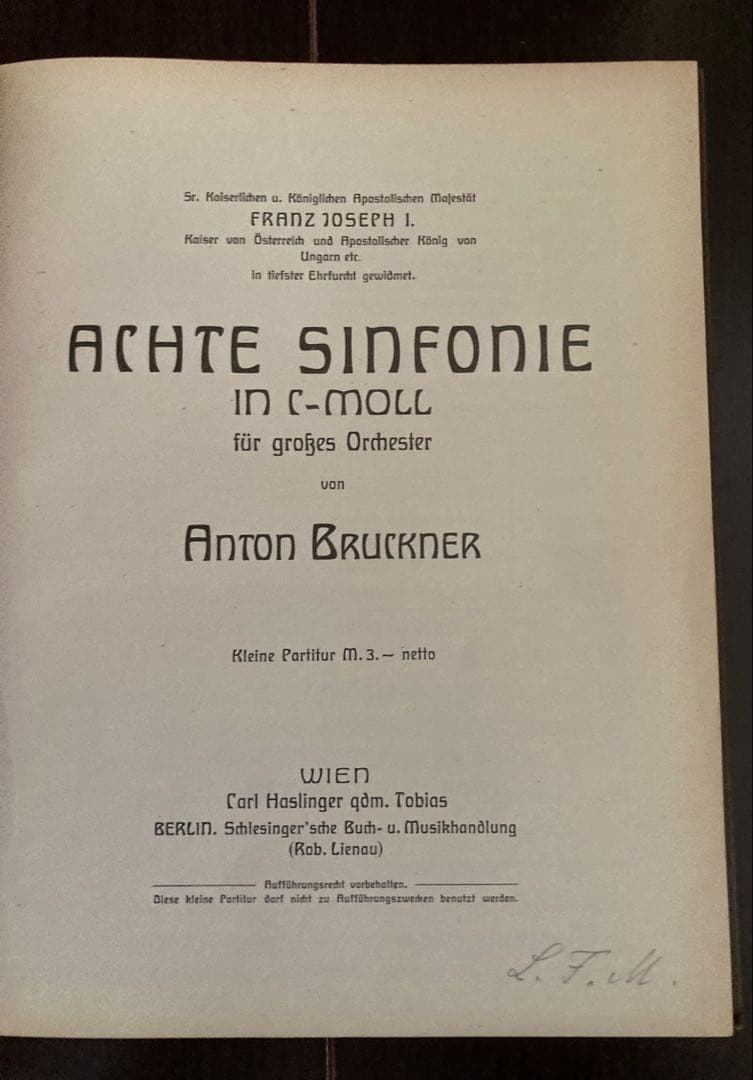 Sr. Kaiserlichen u. Königlichen Apostolischen Majestät
FRANZ JOSEPH I.
Kaiser von Österreich und Apostolischer König von
Ungarn etc.
in tiefster Ehrfurcht gewidmet.
ACHTE SINFONIE
IN C-MOLL
für großes Orchester
von
ANTON BRUCKNER
Kleine Partitur M. 3.— netto
WIEN
Carl Haslinger qdm. Tobias
BERLIN. Schlesinger'sche Buch- u. Musikhandlung
(Rob. Lienau)
Aufführungsrecht vorbehalten.
Diese kleine Partitur darf nicht zu Aufführungszwecken benutzt werden.
L. F. M.